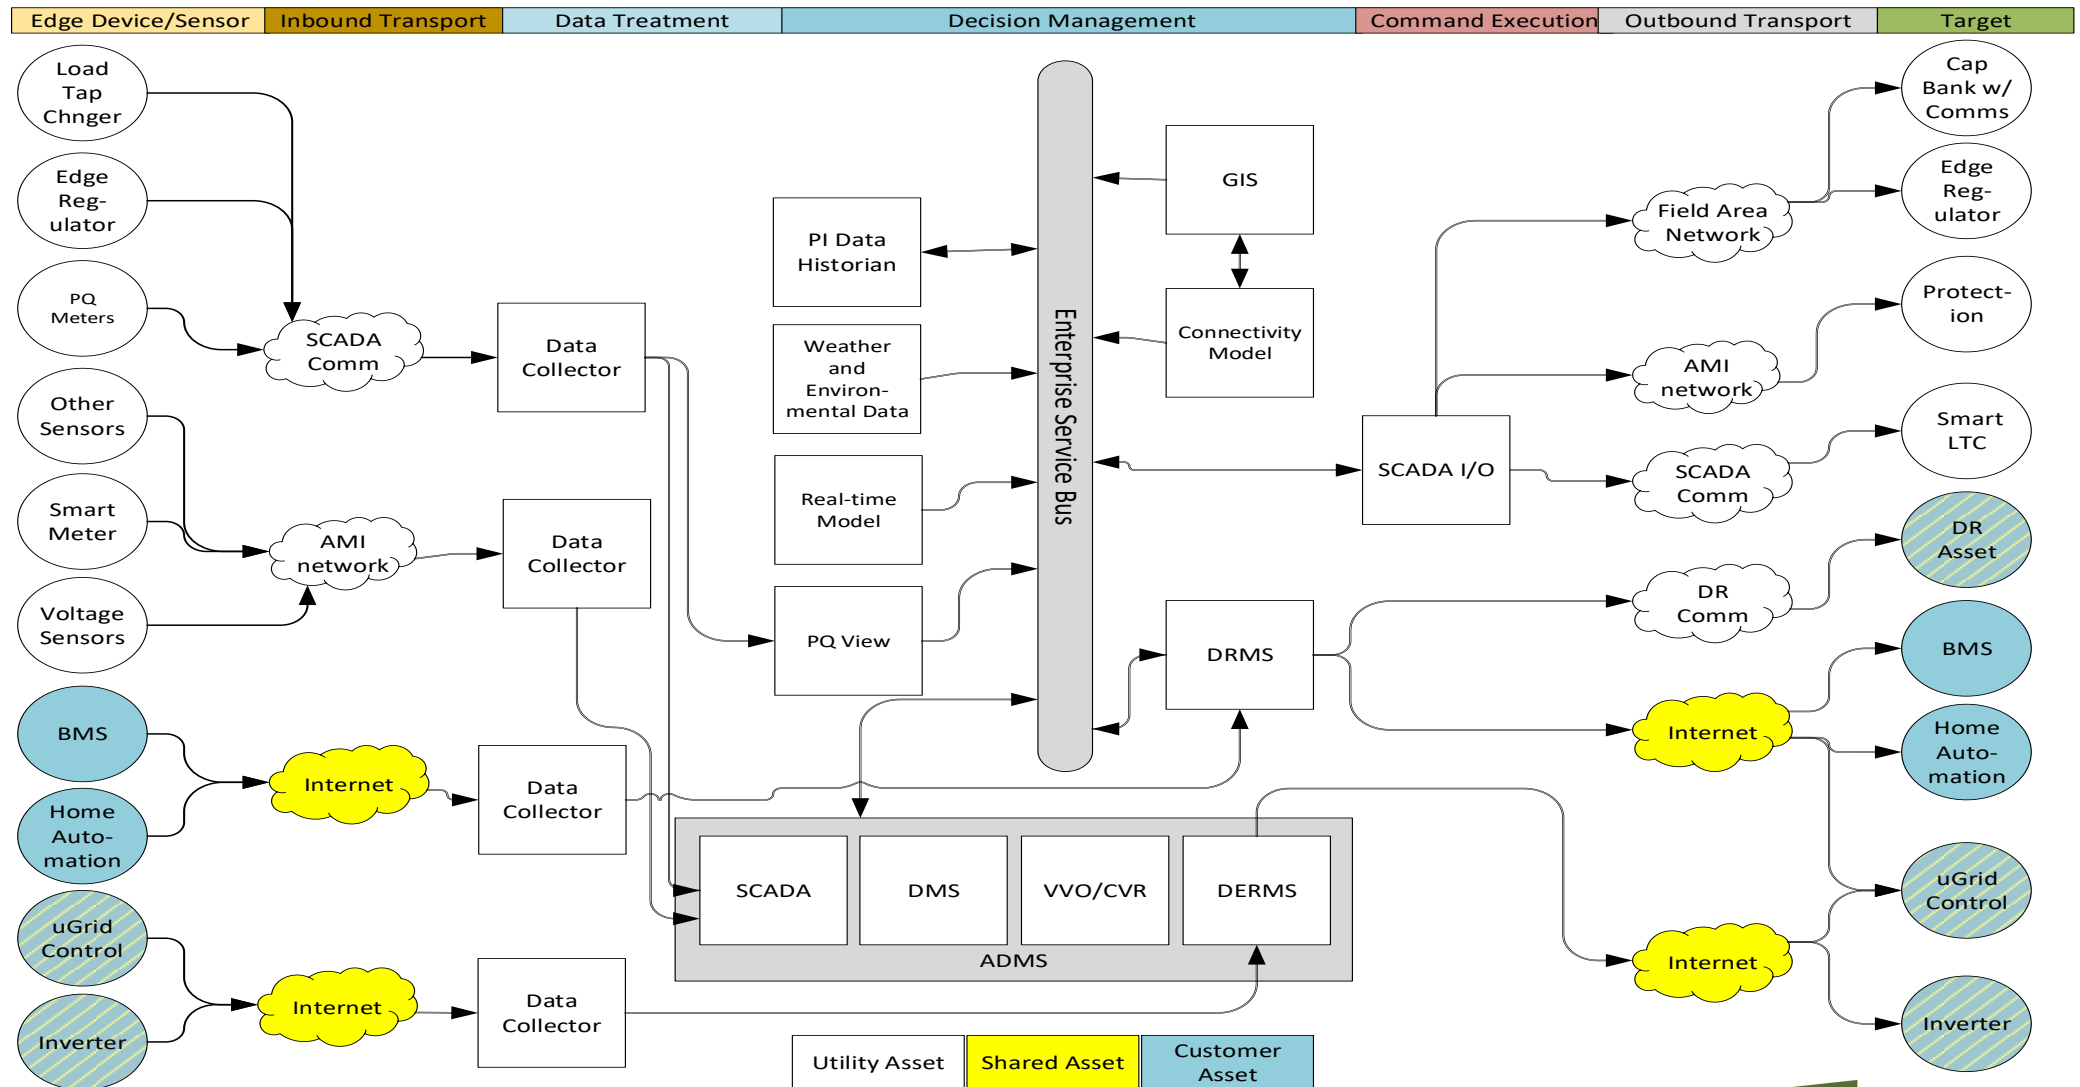 Edge Device/Sensor
Inbound Transport
Data Treatment
Decision Management
Command Execution
Outbound Transport
Target
Load
Tap
Chnger
Edge
Reg-
ulator
PQ
Meters
Other
Sensors
Smart
Meter
Voltage
Sensors
BMS
Home
Auto-
mation
uGrid
Control
Inverter
SCADA
Comm
AMI
network
Internet
Internet
Data
Collector
Data
Collector
Data
Collector
Data
Collector
PI Data
Historian
Weather
and
Environ-
mental Data
Real-time
Model
PQ View
Enterprise Service Bus
GIS
Connectivity
Model
DRMS
SCADA
DMS
VVO/CVR
DERMS
ADMS
SCADA I/O
Field Area
Network
AMI
network
SCADA
Comm
DR
Comm
Internet
Internet
Cap
Bank w/
Comms
Edge
Reg-
ulator
Protect-
ion
Smart
LTC
DR
Asset
BMS
Home
Auto-
mation
uGrid
Control
Inverter
Utility Asset
Shared Asset
Customer
Asset